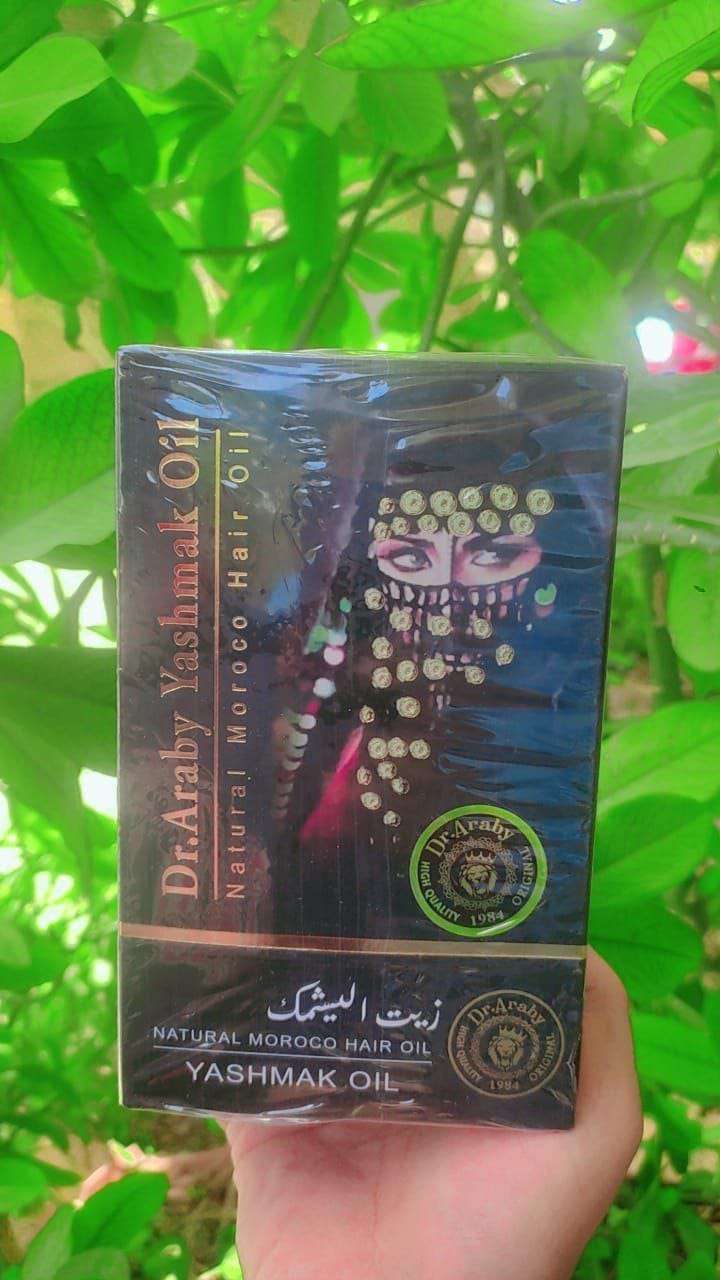 Dr.Araby Yashmak Oil
Natural Moroco Hair Oil
Dr.Araby
HIGH QUALITY
ORIGINAL
1984
زيت اليشمك
NATURAL MOROCO HAIR OIL
YASHMAK OIL
Dr.Araby
HIGH QUALITY
ORIGINAL
1984